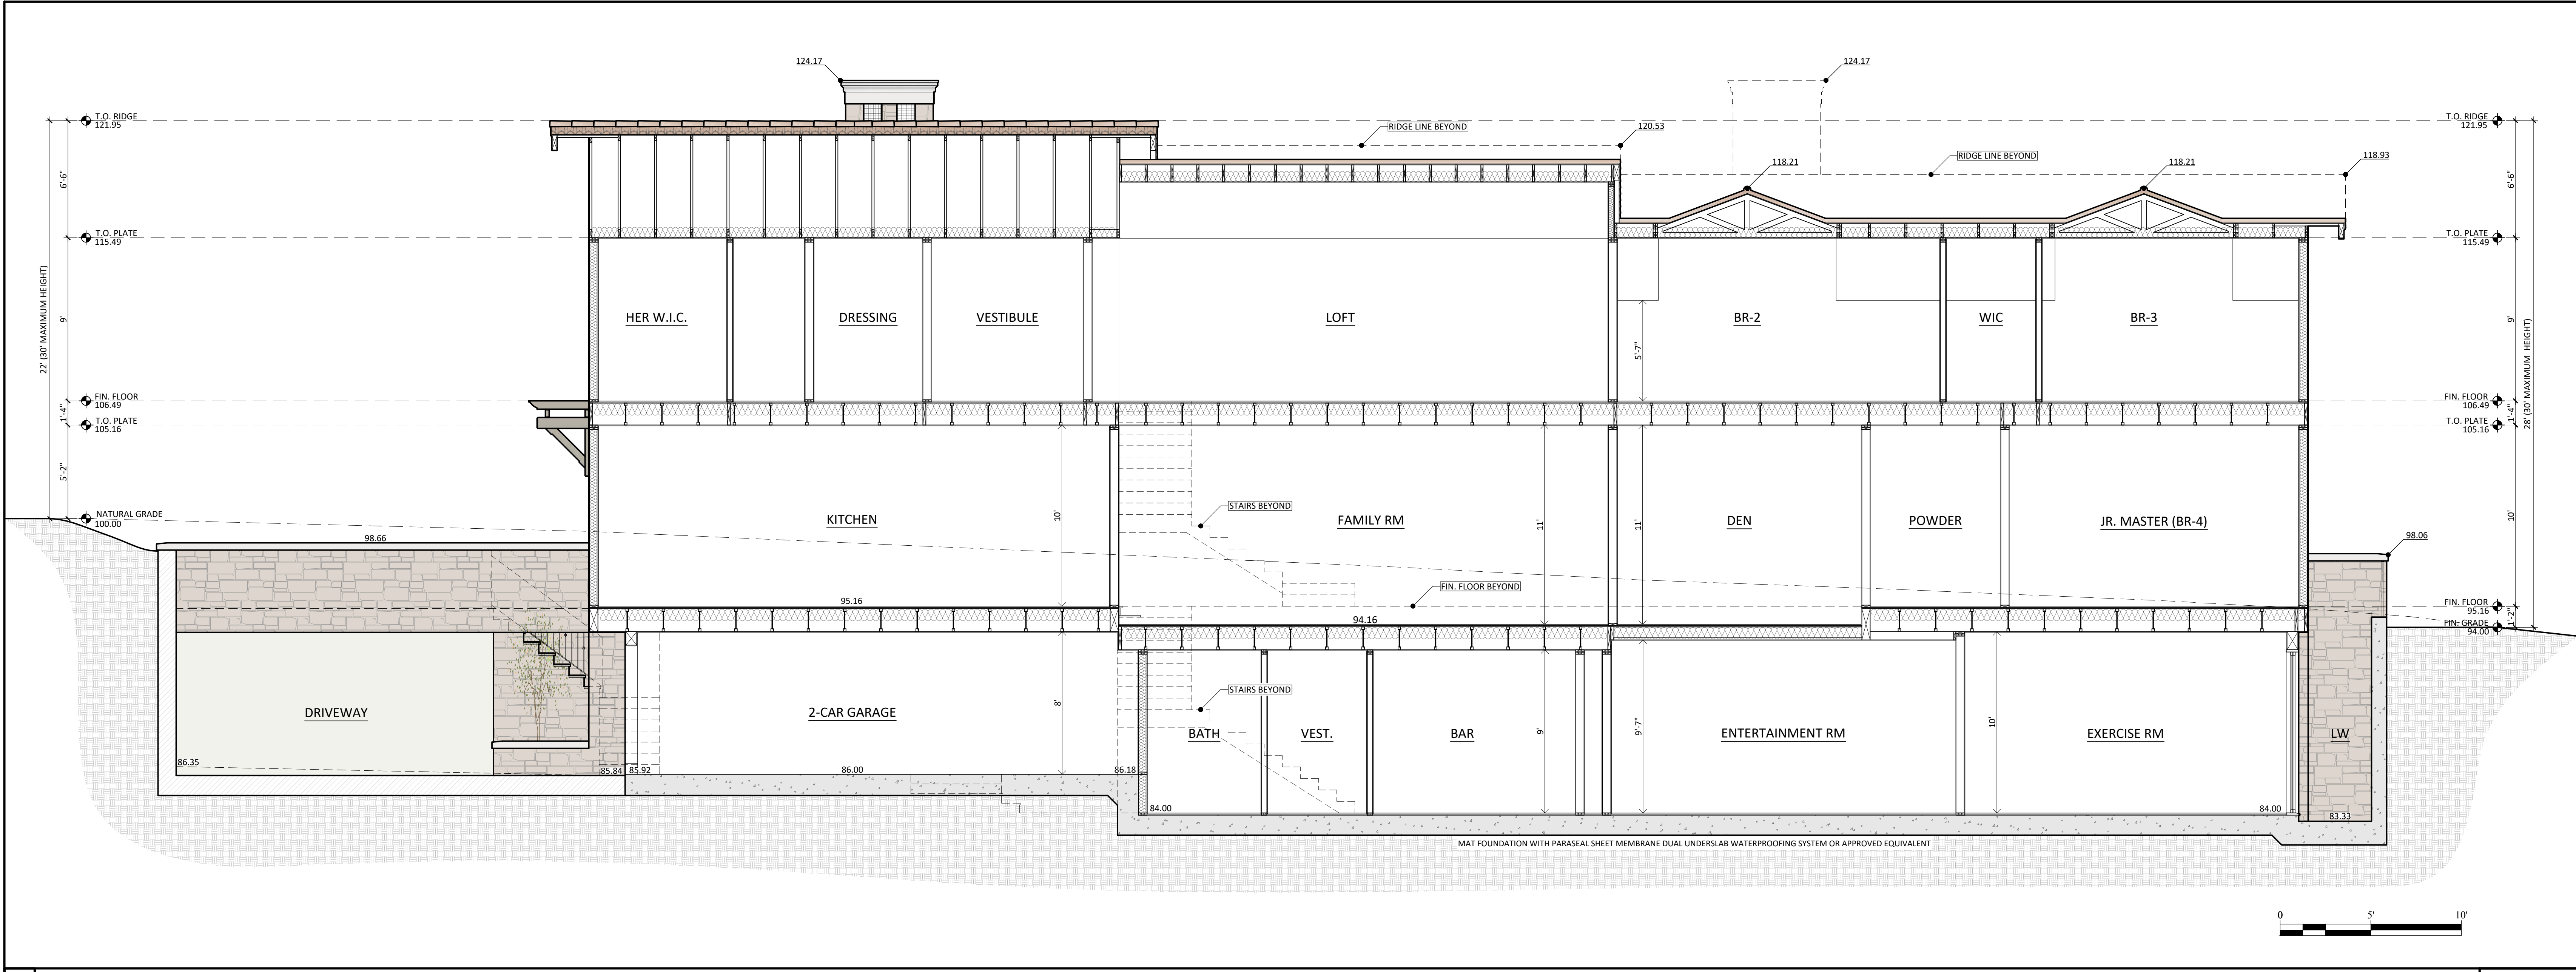 124.17
124.17
T.O. RIDGE
121.95
T.O. RIDGE
121.95
RIDGE LINE BEYOND
120.53
RIDGE LINE BEYOND
118.21
118.21
118.93
6'-6"
6'-6"
T.O. PLATE
115.49
T.O. PLATE
115.49
22' (30' MAXIMUM HEIGHT)
28' (30' MAXIMUM HEIGHT)
9'
9'
HER W.I.C.
DRESSING
VESTIBULE
LOFT
5'-7"
BR-2
WIC
BR-3
FIN. FLOOR
106.49
FIN. FLOOR
106.49
1'-4"
1'-4"
T.O. PLATE
105.16
T.O. PLATE
105.16
5'-2"
10'
NATURAL GRADE
100.00
98.66
KITCHEN
10'
STAIRS BEYOND
FAMILY RM
11'
11'
DEN
POWDER
JR. MASTER (BR-4)
98.06
FIN. FLOOR BEYOND
95.16
94.16
FIN. FLOOR
95.16
1'-2"
FIN. GRADE
94.00
DRIVEWAY
2-CAR GARAGE
8'
STAIRS BEYOND
BATH
VEST.
BAR
9'
9'-7"
ENTERTAINMENT RM
10'
EXERCISE RM
LW
86.35
85.84
85.92
86.00
86.18
84.00
84.00
83.33
MAT FOUNDATION WITH PARASEAL SHEET MEMBRANE DUAL UNDERSLAB WATERPROOFING SYSTEM OR APPROVED EQUIVALENT
0 5' 10'